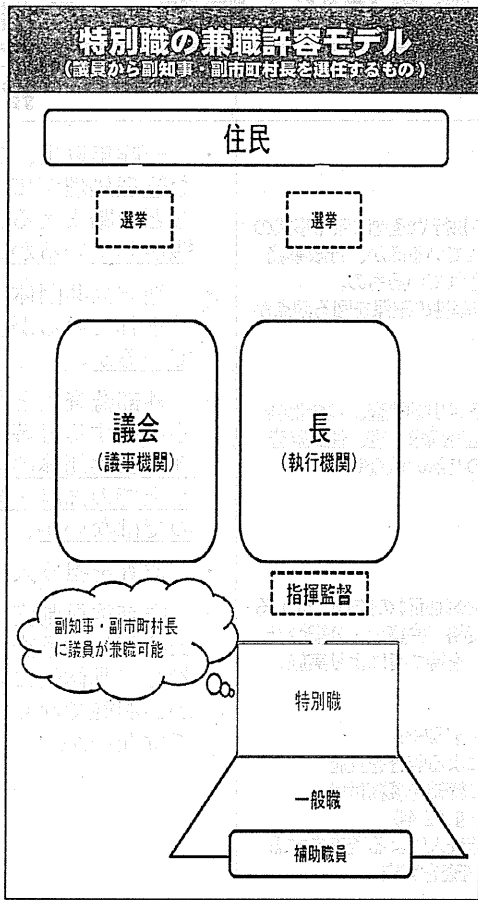 特別職の兼職許容モデル
(議員から副知事・副市町村長を選任するもの)
住民
選挙
選挙
議会
(議事機関)
長
(執行機関)
指揮監督
副知事・副市町村長
に議員が兼職可能
特別職
一般職
補助職員